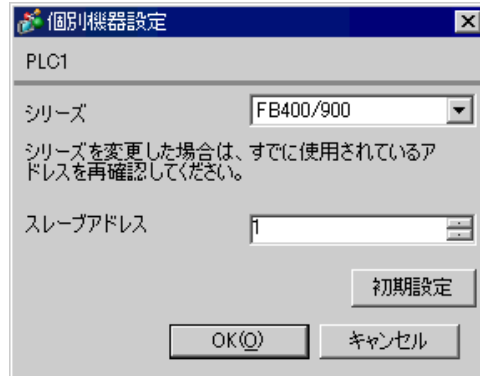 個別機器設定
PLC1
シリーズ
FB400/900
シリーズを変更した場合は、すでに使用されているア
ドレスを再確認してください。
スレーブアドレス
1
初期設定
OK(O)
キャンセル